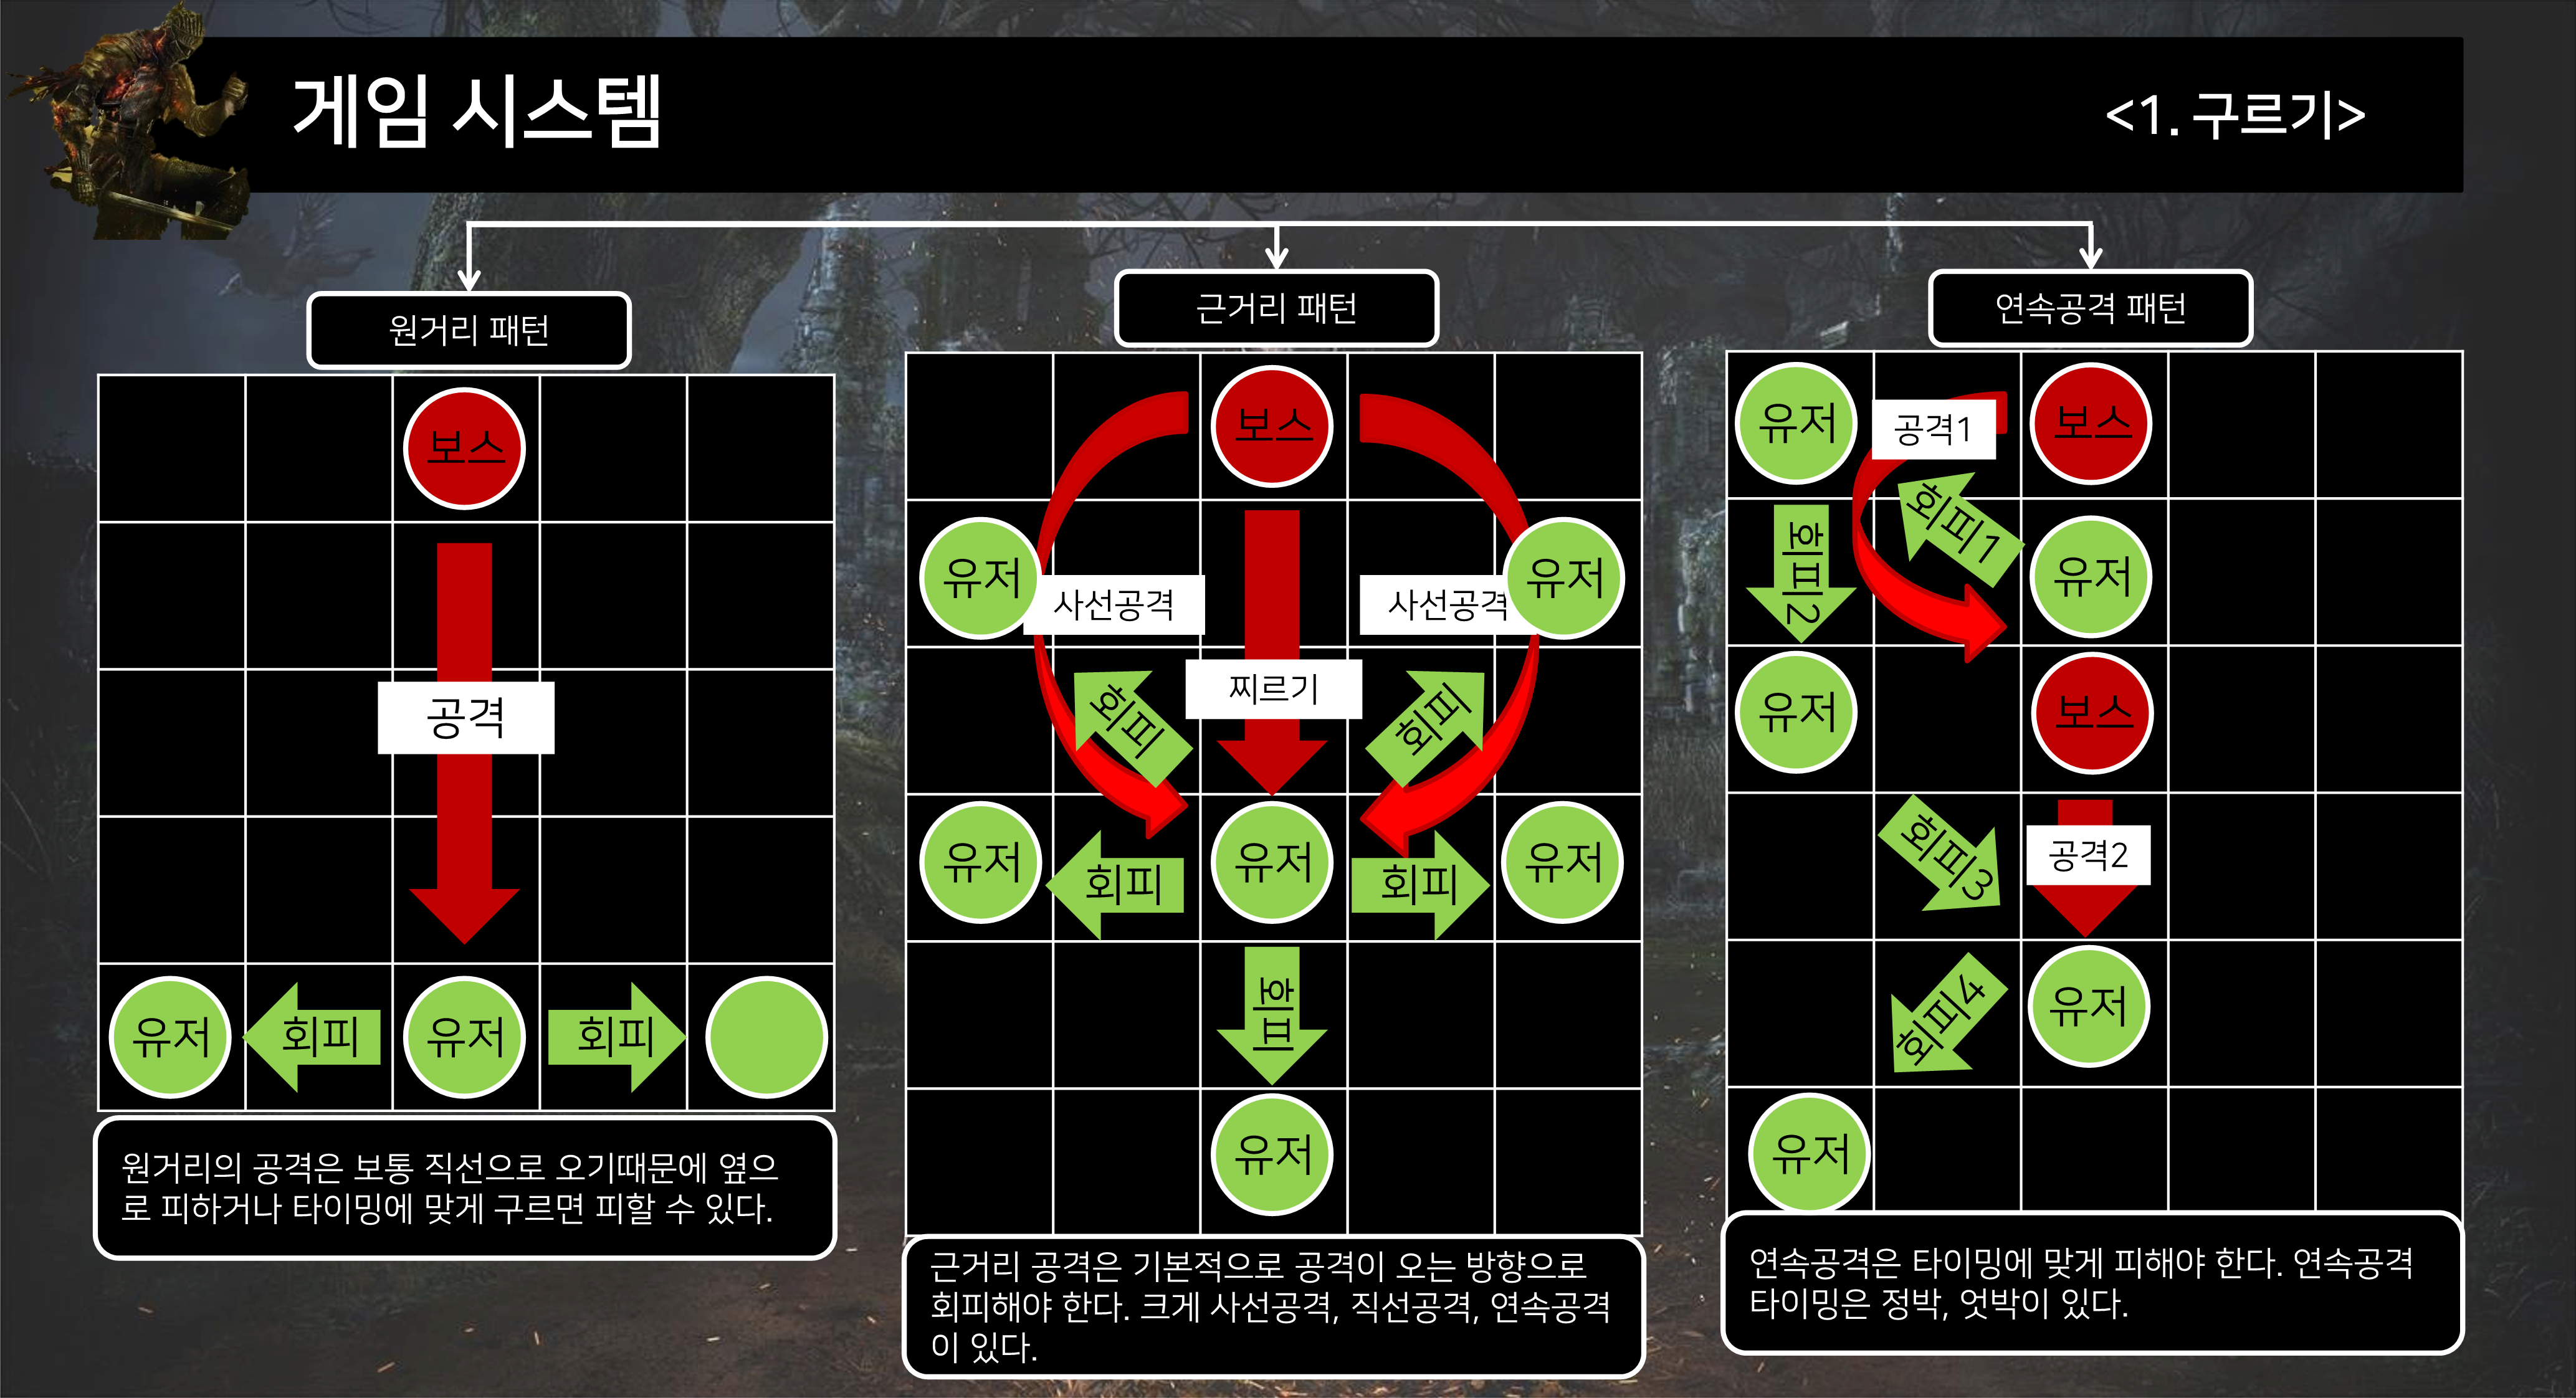 게임 시스템
<1. 구르기>
원거리 패턴
보스
공격
유저
회피
유저
회피
원거리의 공격은 보통 직선으로 오기때문에 옆으
로 피하거나 타이밍에 맞게 구르면 피할 수 있다.
근거리 패턴
보스
유저
사선공격
사선공격
유저
찌르기
회피
회피
유저
회피
유저
회피
유저
회피
유저
근거리 공격은 기본적으로 공격이 오는 방향으로
회피해야 한다. 크게 사선공격, 직선공격, 연속공격
이 있다.
연속공격 패턴
유저
공격1
보스
회피1
회피2
유저
유저
보스
회피3
공격2
회피4
유저
유저
연속공격은 타이밍에 맞게 피해야 한다. 연속공격
타이밍은 정박, 엇박이 있다.